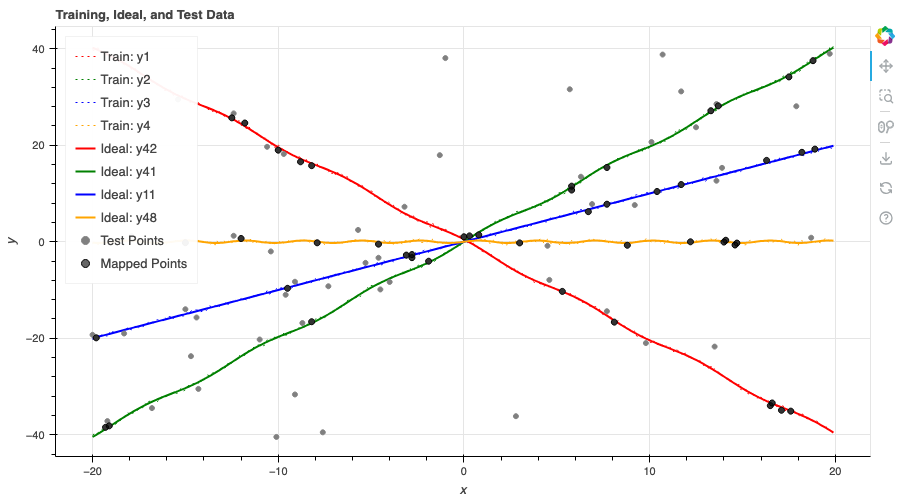 Training, Ideal, and Test Data
40
20
0
−20
−40
y
Train: y1
Train: y2
Train: y3
Train: y4
Ideal: y42
Ideal: y41
Ideal: y11
Ideal: y48
Test Points
Mapped Points
−20
−10
0
10
20
x